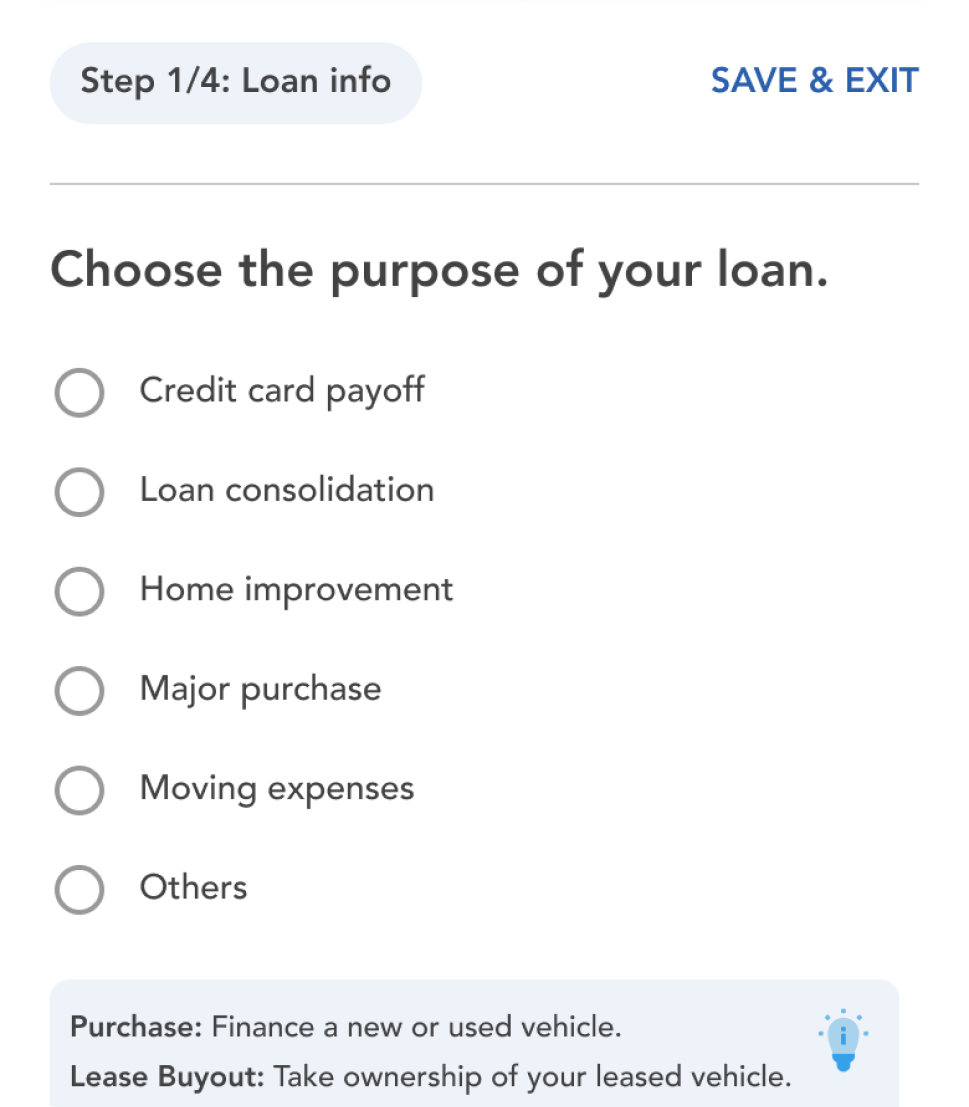 Step 1/4: Loan info
SAVE & EXIT
Choose the purpose of your loan.
Credit card payoff
Loan consolidation
Home improvement
Major purchase
Moving expenses
Others
Purchase: Finance a new or used vehicle.
Lease Buyout: Take ownership of your leased vehicle.
i